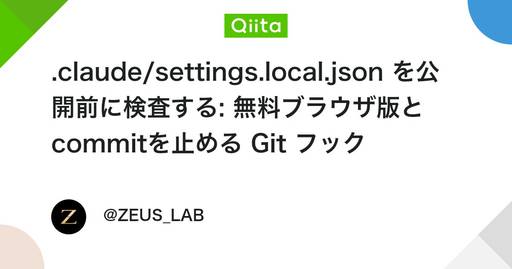 Qiita
.claude/settings.local.json を公
開前に検査する: 無料ブラウザ版と
commitを止める Git フック
Z
@ZEUS_LAB